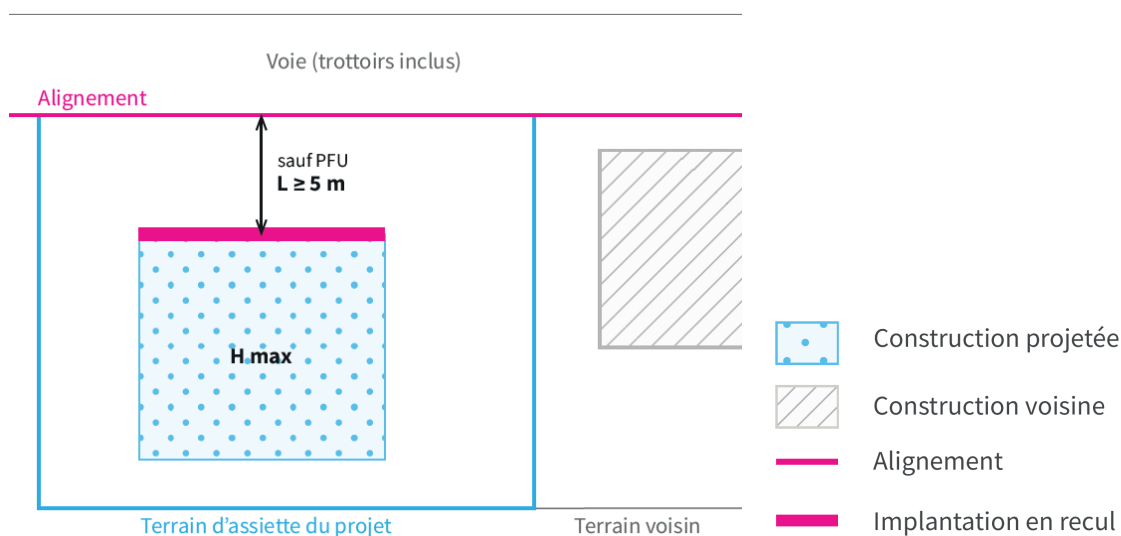 Voie (trottoirs inclus)
Alignement
sauf PFU
L ≥ 5 m
H max
Terrain d'assiette du projet
Terrain voisin
Construction projetée
Construction voisine
Alignement
Implantation en recul